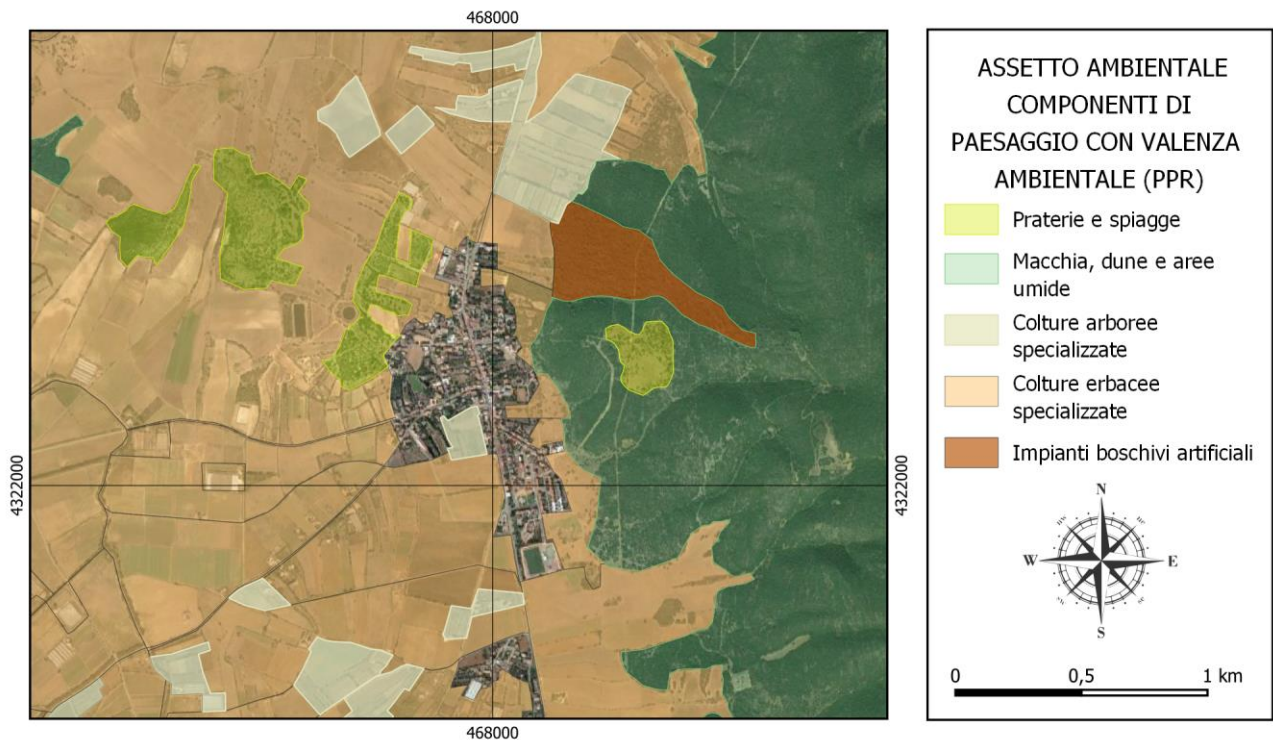 468000
4322000
4322000
468000
ASSETTO AMBIENTALE
COMPONENTI DI
PAESAGGIO CON VALENZA
AMBIENTALE (PPR)
Praterie e spiagge
Macchia, dune e aree
umide
Colture arboree
specializzate
Colture erbacee
specializzate
Impianti boschivi artificiali
N
W
E
S
0
0,5
1 km